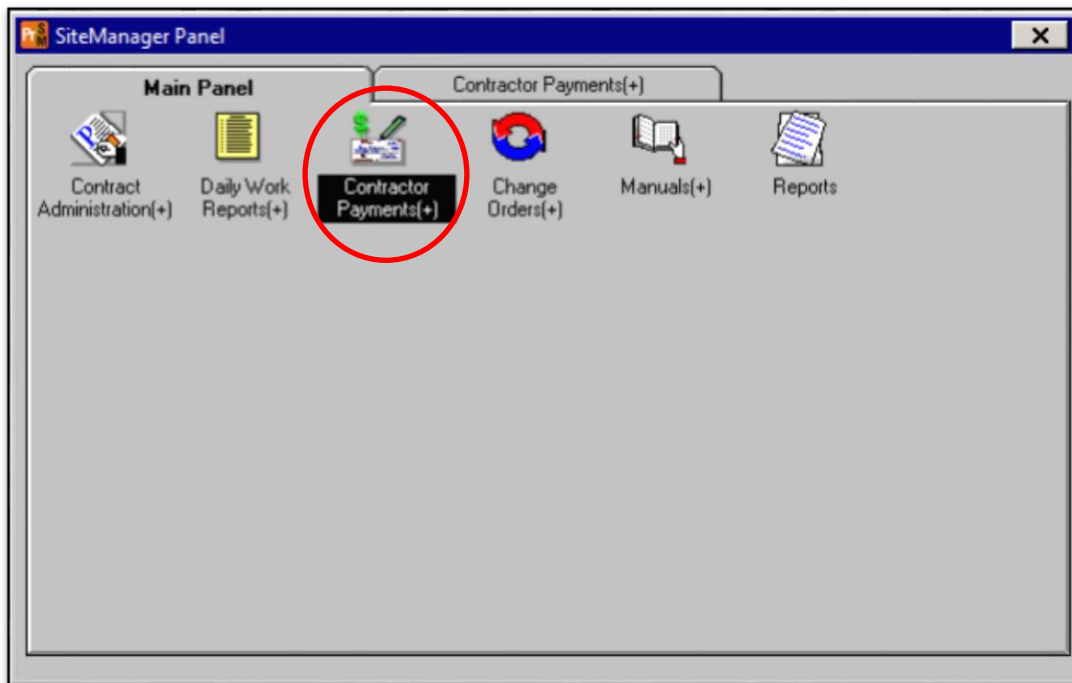 SiteManager Panel
Main Panel
Contractor Payments(+)
Contract
Administration(+)
Daily Work
Reports(+)
Contractor
Payments(+)
Change
Orders(+)
Manuals(+)
Reports